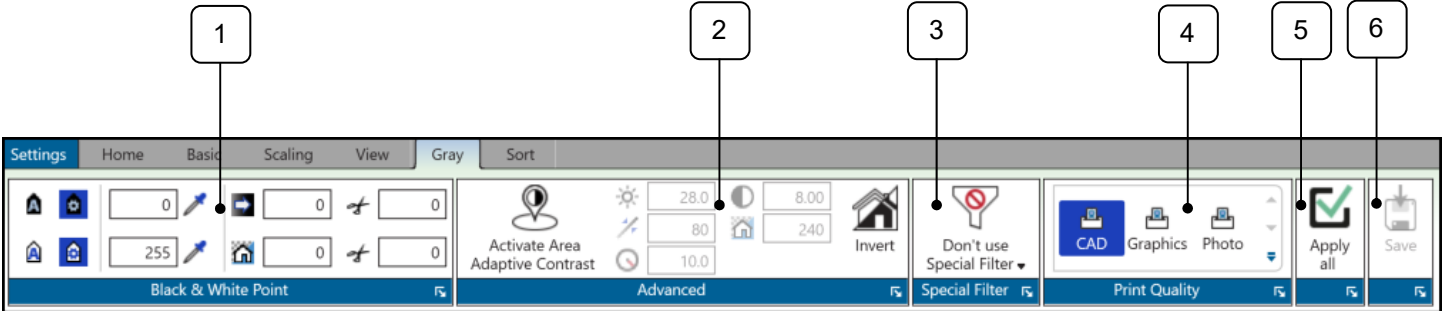 1 2 3 4 5 6
Settings Home Basic Scaling View Gray Sort
A 0 0 0 28.0 8.00
80 240
A 255 0 0 10.0
Activate Area
Adaptive Contrast
Invert
Don't use
Special Filter
CAD Graphics Photo
Apply
all
Save
Black & White Point Advanced Special Filter Print Quality